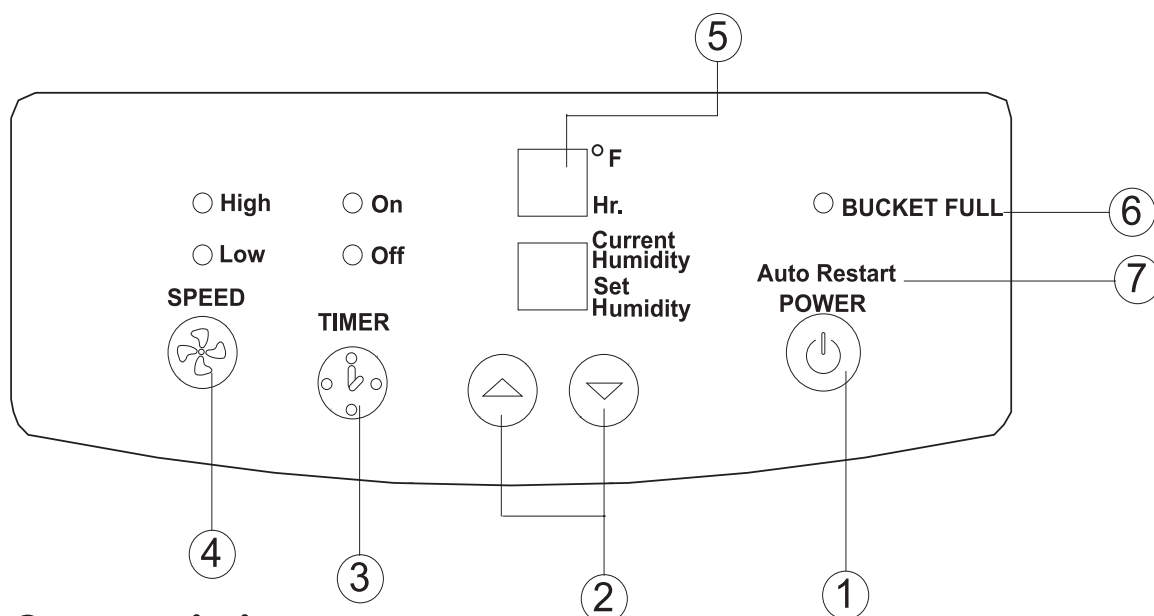 5
°F
High
On
Hr.
BUCKET FULL
6
Low
Off
Current
Humidity
Set
Humidity
Auto Restart
7
SPEED
POWER
TIMER
4
3
2
1